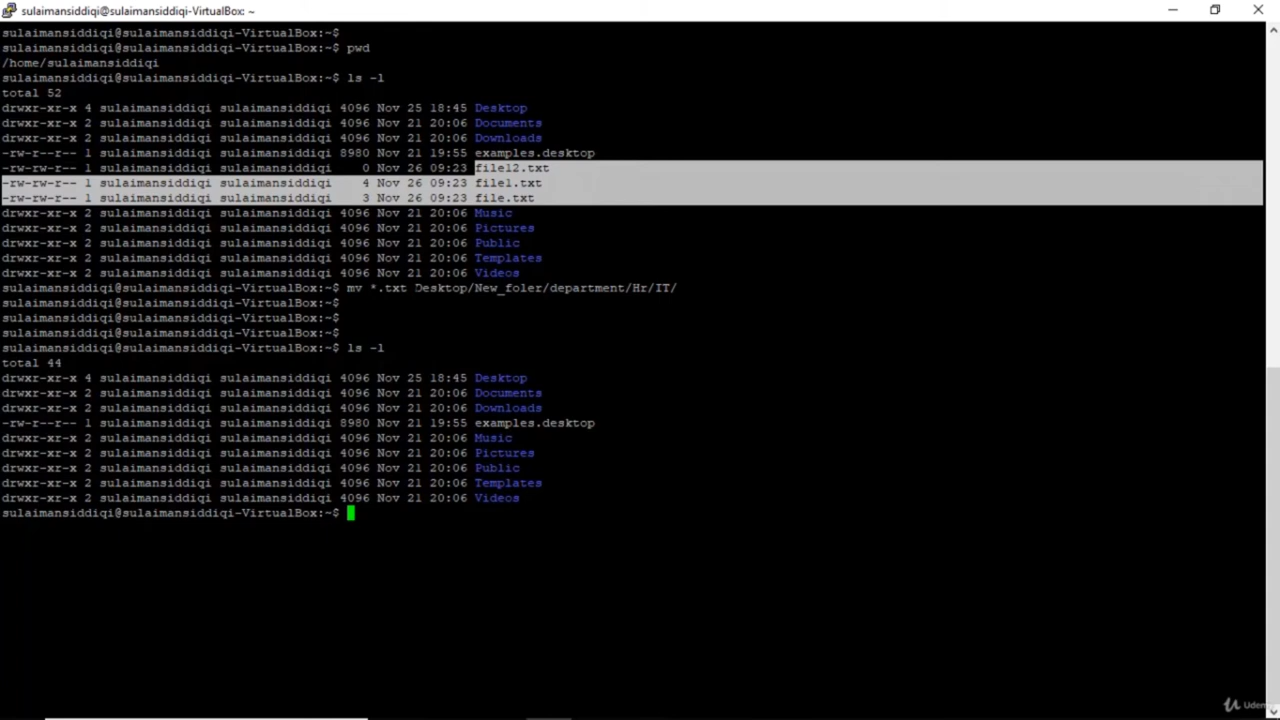 sulaimansiddiqi@sulaimansiddiqi-VirtualBox: ~
sulaimansiddiqi@sulaimansiddiqi-VirtualBox:~$
sulaimansiddiqi@sulaimansiddiqi-VirtualBox:~$ pwd
/home/sulaimansiddiqi
sulaimansiddiqi@sulaimansiddiqi-VirtualBox:~$ ls -l
total 52
drwxr-xr-x 4 sulaimansiddiqi sulaimansiddiqi 4096 Nov 25 18:45 Desktop
drwxr-xr-x 2 sulaimansiddiqi sulaimansiddiqi 4096 Nov 21 20:06 Documents
drwxr-xr-x 2 sulaimansiddiqi sulaimansiddiqi 4096 Nov 21 20:06 Downloads
-rw-r--r-- 1 sulaimansiddiqi sulaimansiddiqi 8980 Nov 21 19:55 examples.desktop
-rw-rw-r-- 1 sulaimansiddiqi sulaimansiddiqi    0 Nov 26 09:23 file12.txt
-rw-rw-r-- 1 sulaimansiddiqi sulaimansiddiqi    4 Nov 26 09:23 file1.txt
-rw-rw-r-- 1 sulaimansiddiqi sulaimansiddiqi    3 Nov 26 09:23 file.txt
drwxr-xr-x 2 sulaimansiddiqi sulaimansiddiqi 4096 Nov 21 20:06 Music
drwxr-xr-x 2 sulaimansiddiqi sulaimansiddiqi 4096 Nov 21 20:06 Pictures
drwxr-xr-x 2 sulaimansiddiqi sulaimansiddiqi 4096 Nov 21 20:06 Public
drwxr-xr-x 2 sulaimansiddiqi sulaimansiddiqi 4096 Nov 21 20:06 Templates
drwxr-xr-x 2 sulaimansiddiqi sulaimansiddiqi 4096 Nov 21 20:06 Videos
sulaimansiddiqi@sulaimansiddiqi-VirtualBox:~$ mv *.txt Desktop/New_foler/department/Hr/IT/
sulaimansiddiqi@sulaimansiddiqi-VirtualBox:~$
sulaimansiddiqi@sulaimansiddiqi-VirtualBox:~$
sulaimansiddiqi@sulaimansiddiqi-VirtualBox:~$
sulaimansiddiqi@sulaimansiddiqi-VirtualBox:~$ ls -l
total 44
drwxr-xr-x 4 sulaimansiddiqi sulaimansiddiqi 4096 Nov 25 18:45 Desktop
drwxr-xr-x 2 sulaimansiddiqi sulaimansiddiqi 4096 Nov 21 20:06 Documents
drwxr-xr-x 2 sulaimansiddiqi sulaimansiddiqi 4096 Nov 21 20:06 Downloads
-rw-r--r-- 1 sulaimansiddiqi sulaimansiddiqi 8980 Nov 21 19:55 examples.desktop
drwxr-xr-x 2 sulaimansiddiqi sulaimansiddiqi 4096 Nov 21 20:06 Music
drwxr-xr-x 2 sulaimansiddiqi sulaimansiddiqi 4096 Nov 21 20:06 Pictures
drwxr-xr-x 2 sulaimansiddiqi sulaimansiddiqi 4096 Nov 21 20:06 Public
drwxr-xr-x 2 sulaimansiddiqi sulaimansiddiqi 4096 Nov 21 20:06 Templates
drwxr-xr-x 2 sulaimansiddiqi sulaimansiddiqi 4096 Nov 21 20:06 Videos
sulaimansiddiqi@sulaimansiddiqi-VirtualBox:~$